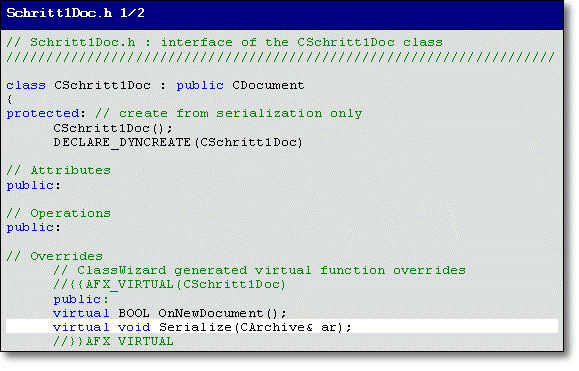 Schritt1Doc.h 1/2
// Schritt1Doc.h : interface of the CSchritt1Doc class
//////////////////////////////////////////////////////////////////////
class CSchritt1Doc : public CDocument
{
protected: // create from serialization only
CSchritt1Doc();
DECLARE_DYNCREATE(CSchritt1Doc)
// Attributes
public:
// Operations
public:
// Overrides
// ClassWizard generated virtual function overrides
//{{AFX_VIRTUAL(CSchritt1Doc)
public:
virtual BOOL OnNewDocument();
virtual void Serialize(CArchive& ar);
//}}AFX_VIRTUAL